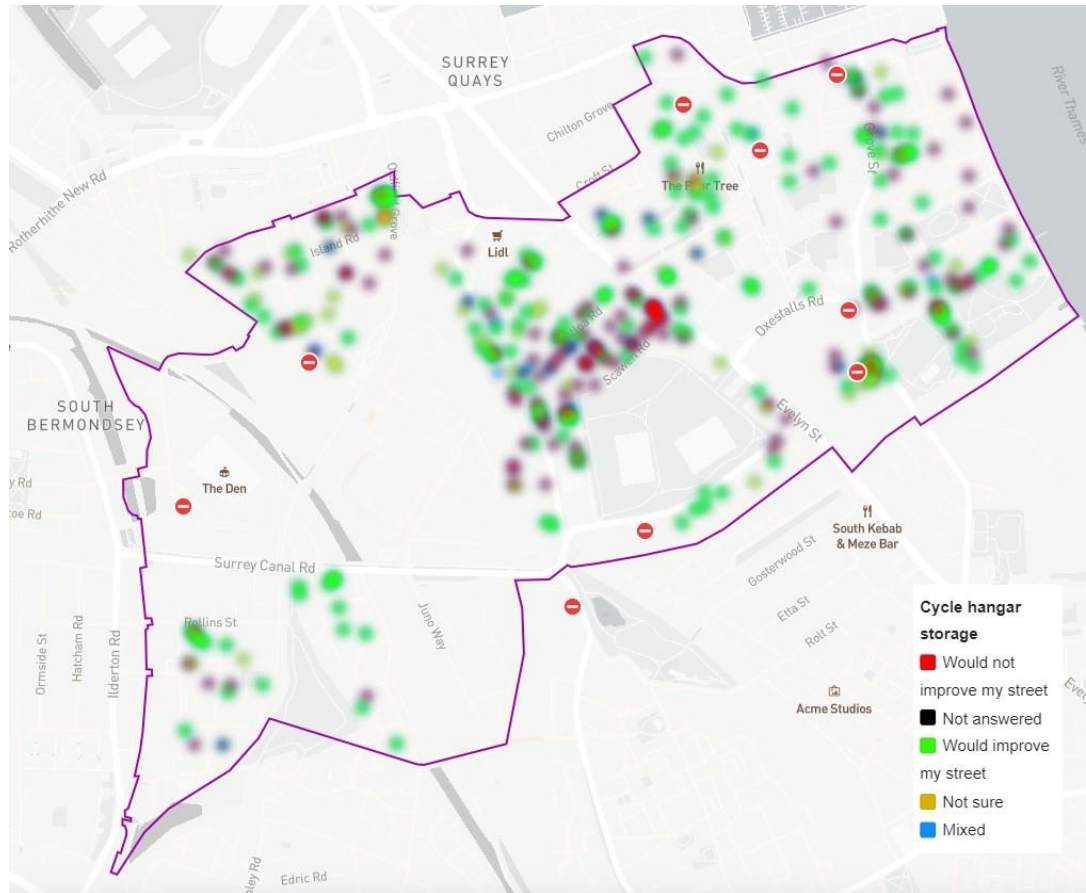 SURREY
QUAYS
River Thames
Chilton Grove
Croft St
Grove St
Rotherhithe New Rd
Island Rd
Lidl
Oxestalls Rd
Scawen Rd
Evelyn St
SOUTH
BERMONDSEY
The Den
Surrey Canal Rd
South Kebab
& Meze Bar
Gosterwood St
Etta St
Rolt St
Rollins St
Juno Way
Ormside St
Hatcham Rd
Ilderton Rd
Acme Studios
Edric Rd
Cycle hangar
storage
Would not
improve my street
Not answered
Would improve
my street
Not sure
Mixed